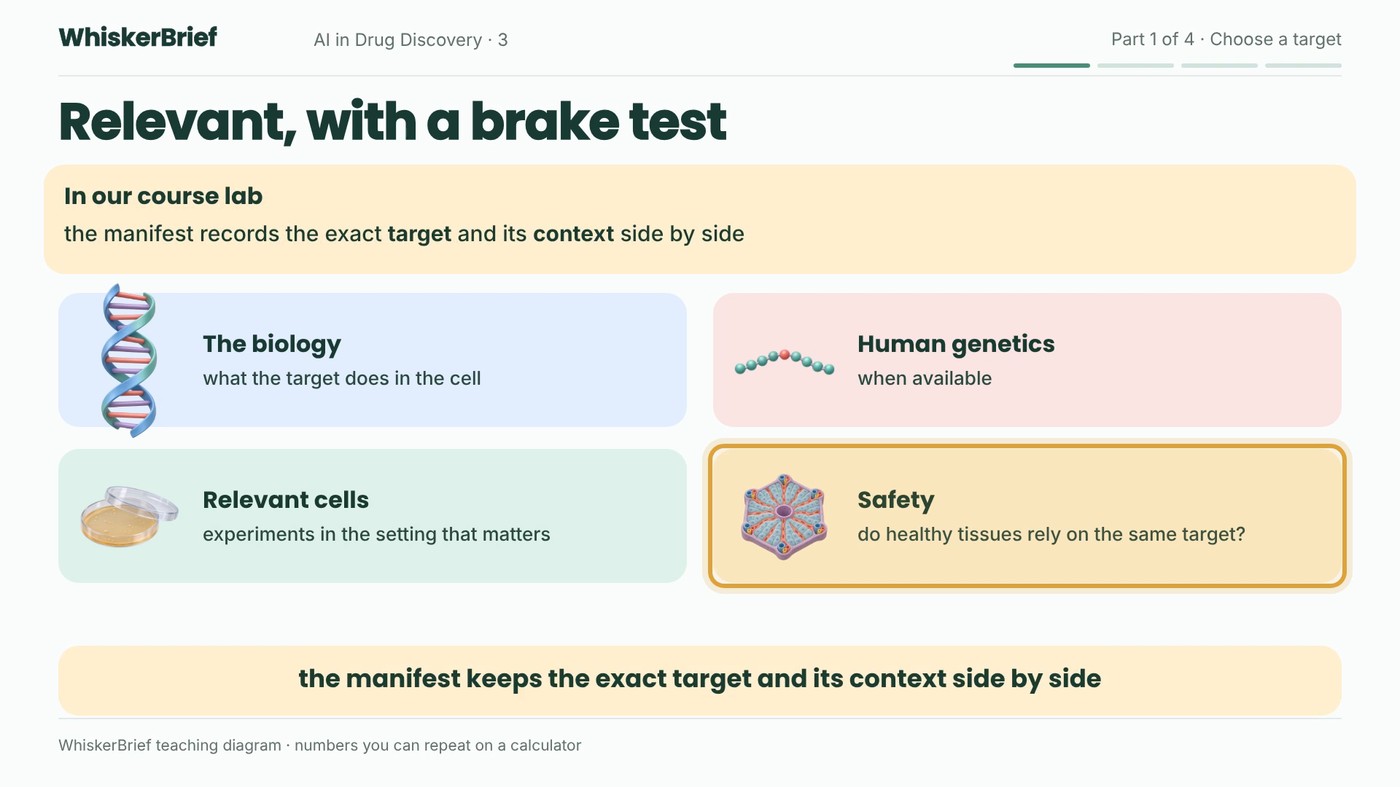 WhiskerBrief
AI in Drug Discovery · 3
Part 1 of 4 · Choose a target
Relevant, with a brake test
In our course lab
the manifest records the exact target and its context side by side
The biology
what the target does in the cell
Human genetics
when available
Relevant cells
experiments in the setting that matters
Safety
do healthy tissues rely on the same target?
the manifest keeps the exact target and its context side by side
WhiskerBrief teaching diagram · numbers you can repeat on a calculator